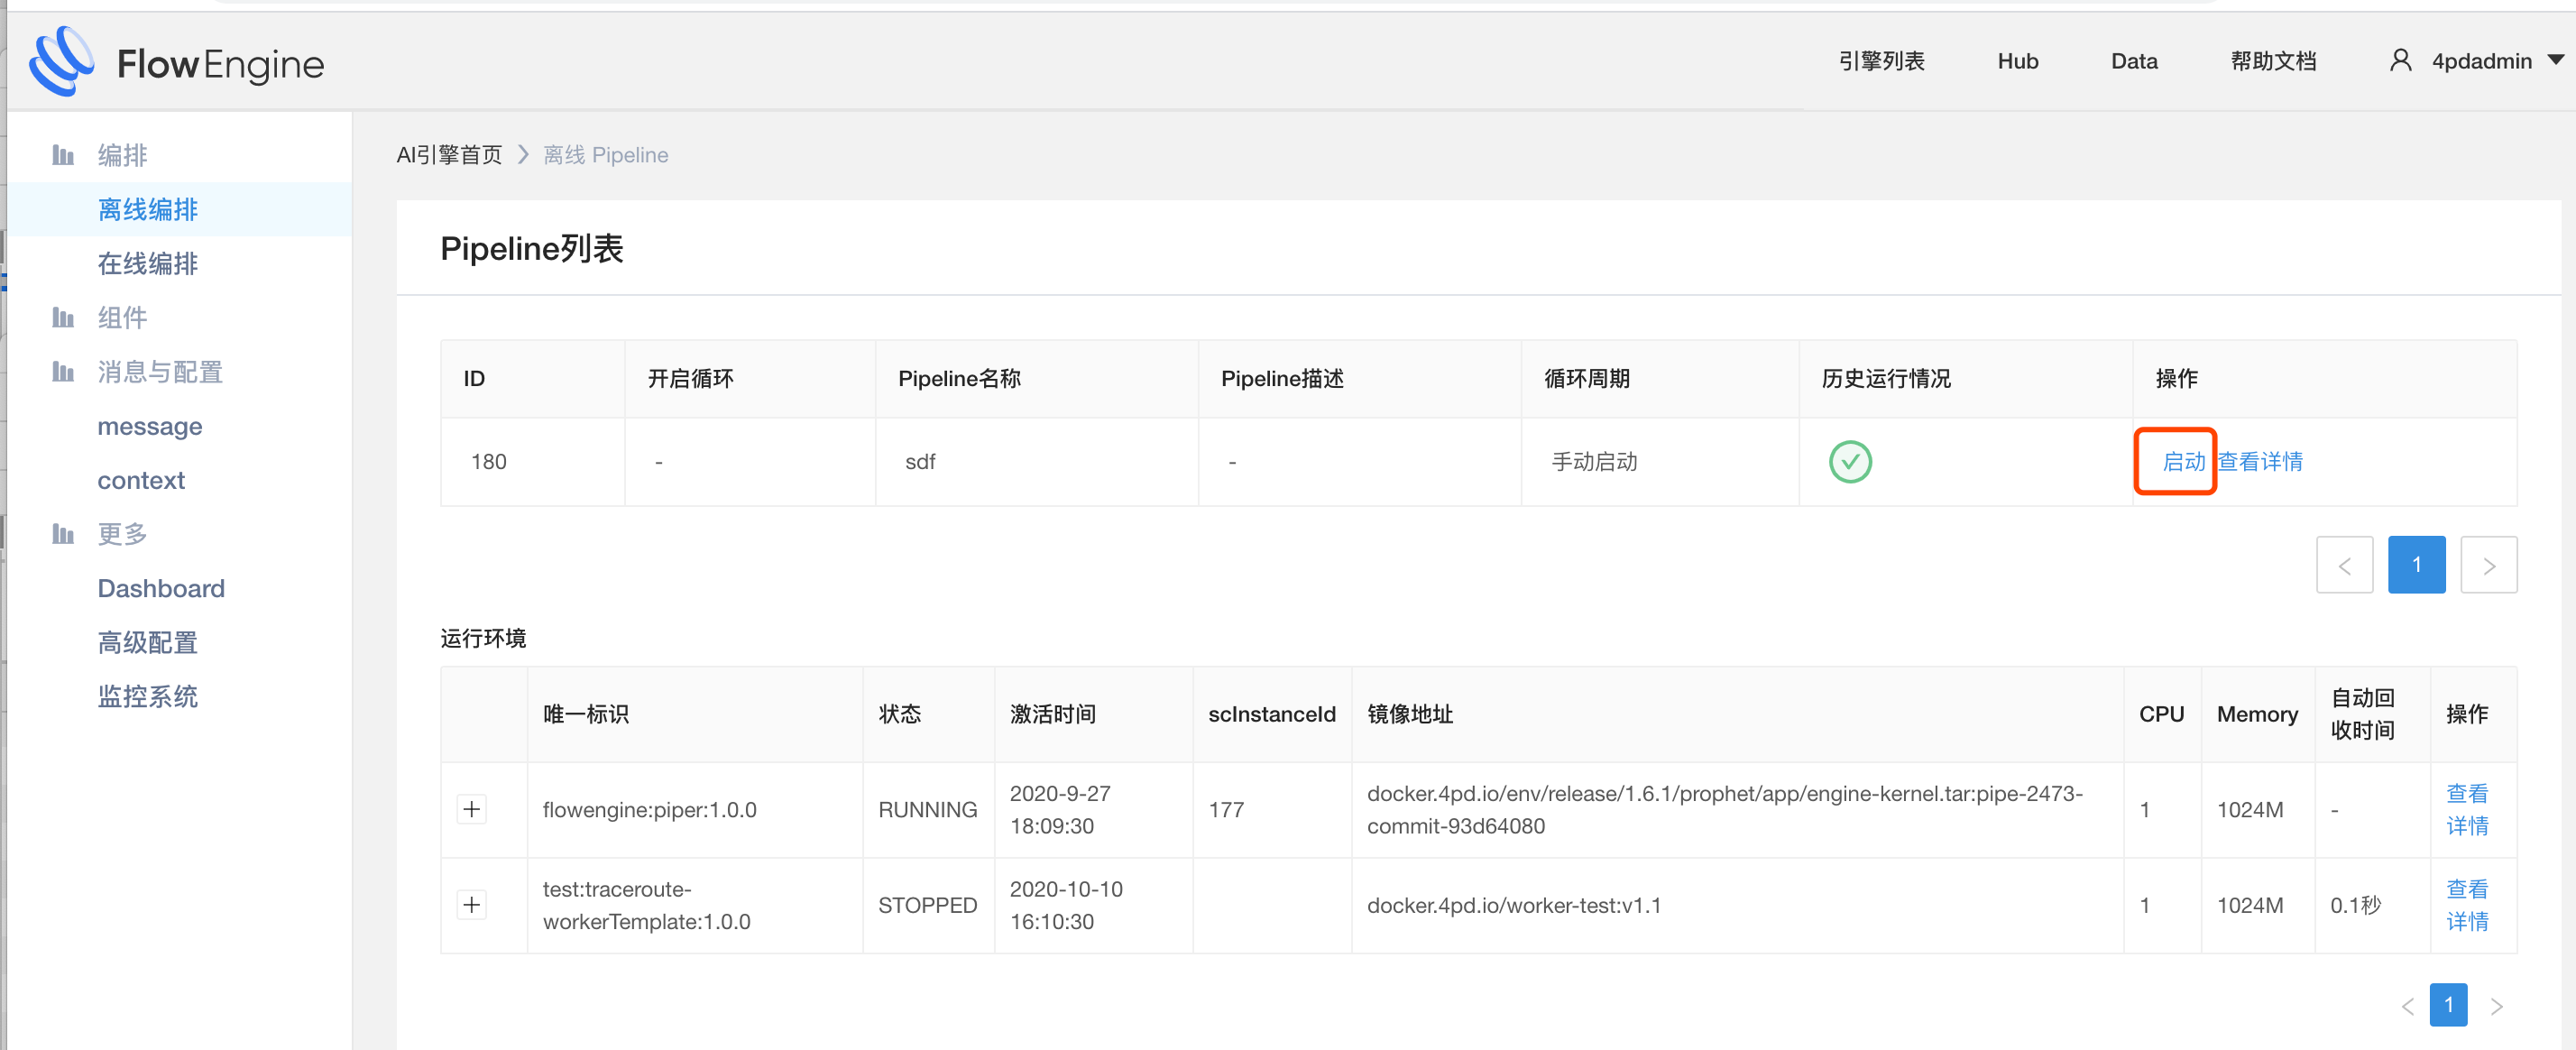 FlowEngine
引擎列表
Hub
Data
帮助文档
4pdadmin
编排
离线编排
在线编排
组件
消息与配置
message
context
更多
Dashboard
高级配置
监控系统
AI引擎首页 > 离线 Pipeline
Pipeline列表
ID 开启循环 Pipeline名称 Pipeline描述 循环周期 历史运行情况 操作
180 - sdf - 手动启动 启动 查看详情
< 1 >
运行环境
唯一标识 状态 激活时间 scInstanceId 镜像地址 CPU Memory 自动回
收时间 操作
flowengine:piper:1.0.0 RUNNING 2020-9-27
18:09:30 177 docker.4pd.io/env/release/1.6.1/prophet/app/engine-kernel.tar:pipe-2473-
commit-93d64080 1 1024M - 查看
详情
test:traceroute-
workerTemplate:1.0.0 STOPPED 2020-10-10
16:10:30 docker.4pd.io/worker-test:v1.1 1 1024M 0.1秒 查看
详情
< 1 >